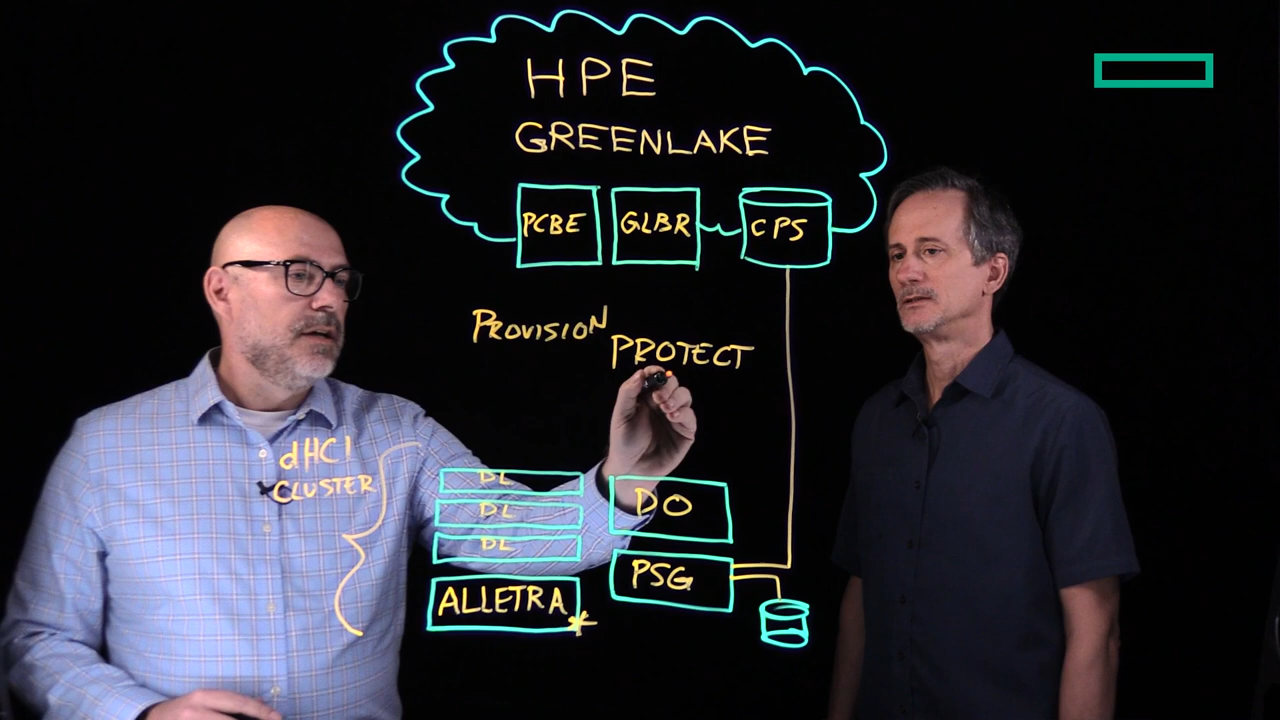 HPE
GREENLAKE
PCBE
GLBR
CPS
PROVISION
PROTECT
dHCI
CLUSTER
DL
DL
DL
ALLETRA*
DO
PSG